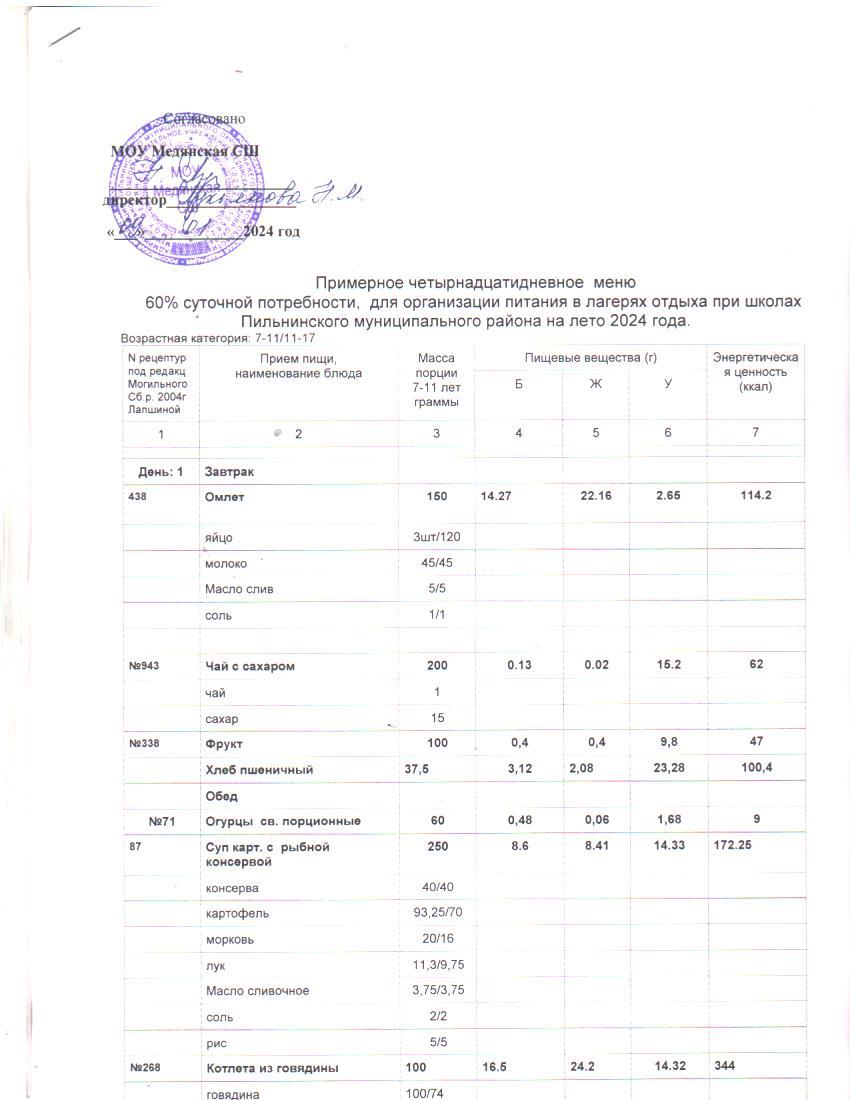 Согласовано
МОУ Медянская СШ
директор
« 2024 год
МОУ
Медянская
Примерное четырнадцатидневное меню
60% суточной потребности, для организации питания в лагерях отдыха при школах
Пильнинского муниципального района на лето 2024 года.
Возрастная категория: 7-11/11-17
N рецептур под редакц Могильного Сб.р. 2004г Лапшиной
Прием пищи, наименование блюда
Масса порции 7-11 лет граммы
Пищевые вещества (г)
Энергетическая ценность (ккал)
Б Ж У
1 2 3 4 5 6 7
День: 1 Завтрак
438 Омлет 150 14.27 22.16 2.65 114.2
яйцо 3шт/120
молоко 45/45
Масло слив 5/5
соль 1/1
№943 Чай с сахаром 200 0.13 0.02 15.2 62
чай 1
сахар 15
№338 Фрукт 100 0,4 0,4 9,8 47
Хлеб пшеничный 37,5 3,12 2,08 23,28 100,4
Обед
№71 Огурцы св. порционные 60 0,48 0,06 1,68 9
87 Суп карт. с рыбной консервой 250 8.6 8.41 14.33 172.25
консерва 40/40
картофель 93,25/70
морковь 20/16
лук 11,3/9,75
Масло сливочное 3,75/3,75
соль 2/2
рис 5/5
№268 Котлета из говядины 100 16.5 24.2 14.32 344
говядина 100/74